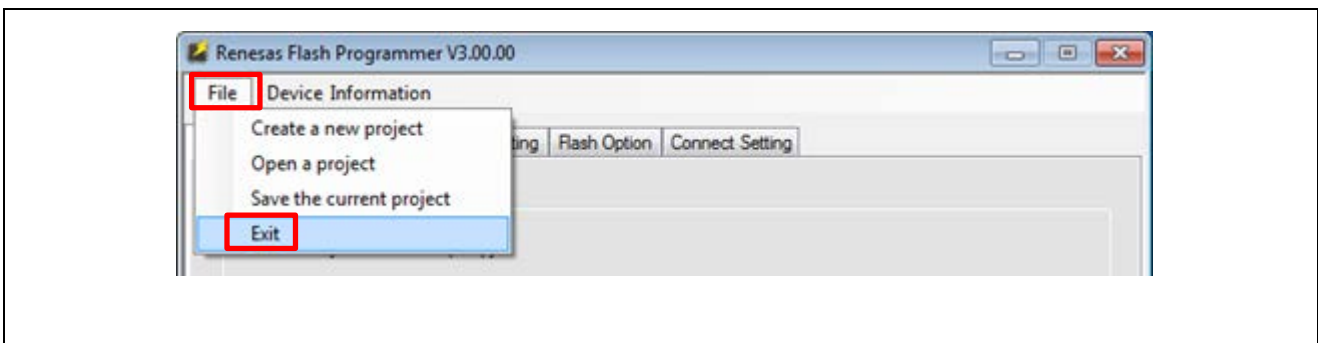 Renesas Flash Programmer V3.00.00
File Device Information
Create a new project
Flash Option Connect Setting
Open a project
Save the current project
Exit